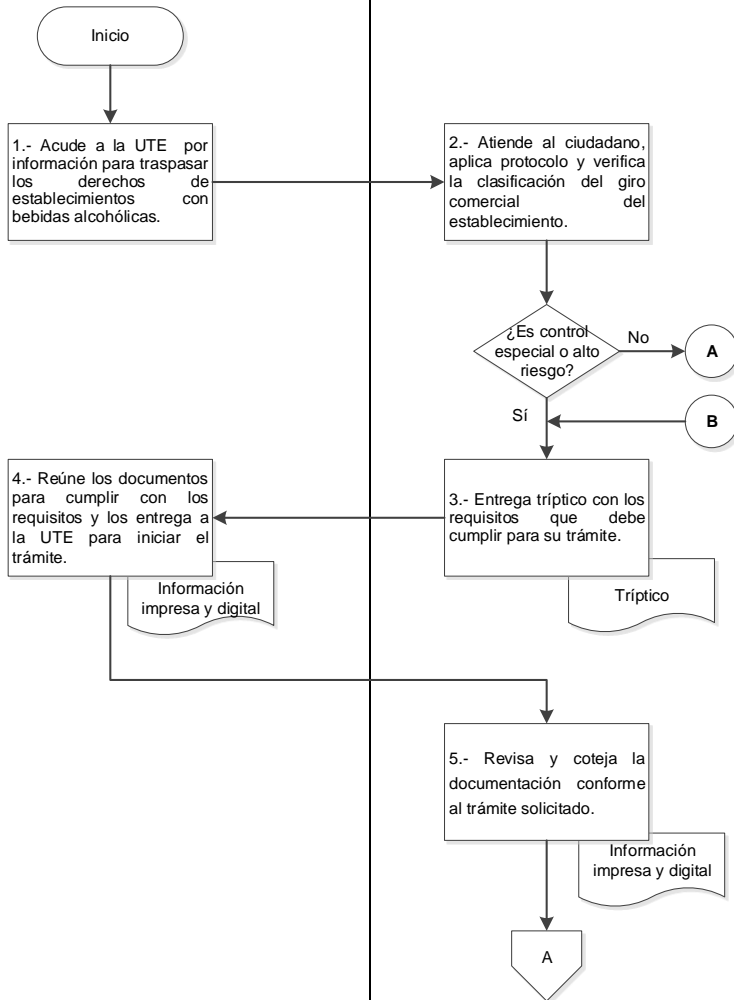 Inicio
1.- Acude a la UTE por
información para traspasar
los derechos de
establecimientos con
bebidas alcohólicas.
2.- Atiende al ciudadano,
aplica protocolo y verifica
la clasificación del giro
comercial del
establecimiento.
¿Es control
especial o alto
riesgo?
No
A
Sí
B
3.- Entrega tríptico con los
requisitos que debe
cumplir para su trámite.
Tríptico
4.- Reúne los documentos
para cumplir con los
requisitos y los entrega a
la UTE para iniciar el
trámite.
Información
impresa y digital
5.- Revisa y coteja la
documentación conforme
al trámite solicitado.
Información
impresa y digital
A